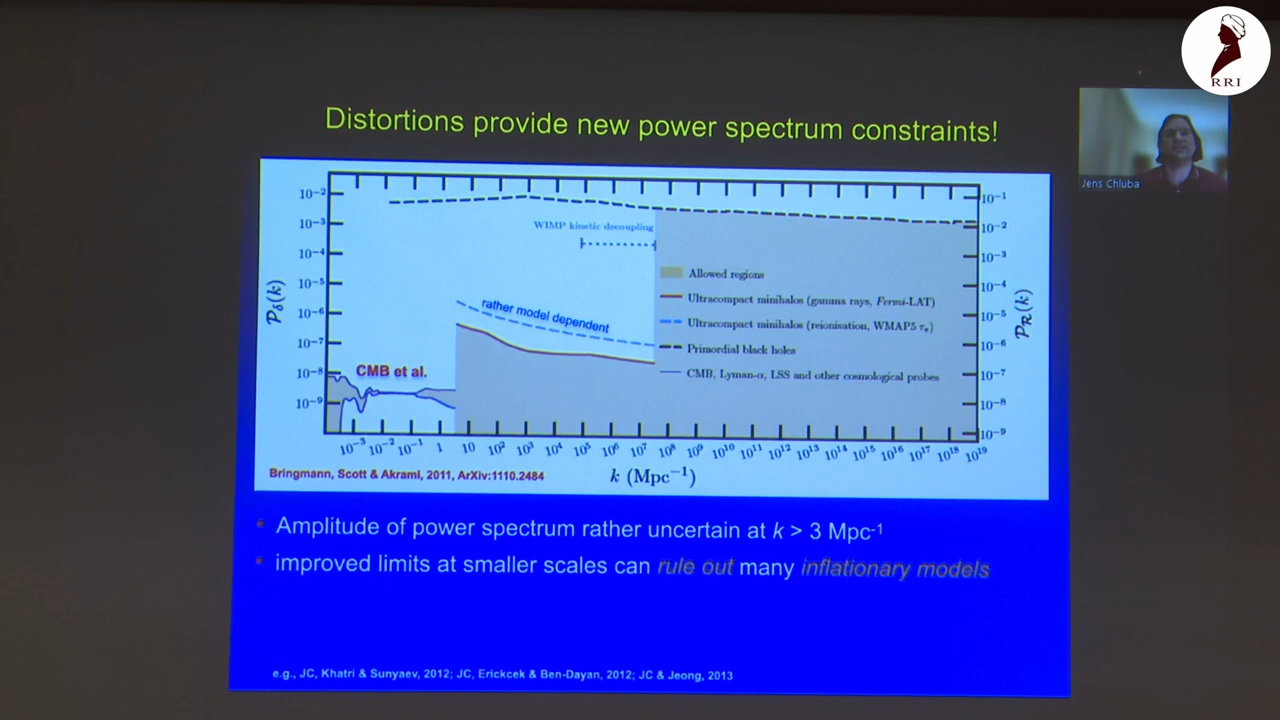 RRI
Jens Chluba
Distortions provide new power spectrum constraints!
10⁻² 10⁻¹
10⁻³ 10⁻²
10⁻⁴ 10⁻³
10⁻⁵ 10⁻⁴
10⁻⁶ 10⁻⁵
10⁻⁷ 10⁻⁶
10⁻⁸ 10⁻⁷
10⁻⁹ 10⁻⁸
10⁻⁹
𝒫δ(k)
𝒫ℛ(k)
WIMP kinetic decoupling
Allowed regions
Ultracompact minihalos (gamma rays, Fermi-LAT)
Ultracompact minihalos (reionisation, WMAP5 τₑ)
Primordial black holes
CMB, Lyman-α, LSS and other cosmological probes
rather model dependent
CMB et al.
10⁻³ 10⁻² 10⁻¹ 1 10 10² 10³ 10⁴ 10⁵ 10⁶ 10⁷ 10⁸ 10⁹ 10¹⁰ 10¹¹ 10¹² 10¹³ 10¹⁴ 10¹⁵ 10¹⁶ 10¹⁷ 10¹⁸ 10¹⁹
Bringmann, Scott & Akrami, 2011, ArXiv:1110.2484
k (Mpc⁻¹)
Amplitude of power spectrum rather uncertain at k > 3 Mpc⁻¹
improved limits at smaller scales can rule out many inflationary models
e.g., JC, Khatri & Sunyaev, 2012; JC, Erickcek & Ben-Dayan, 2012; JC & Jeong, 2013